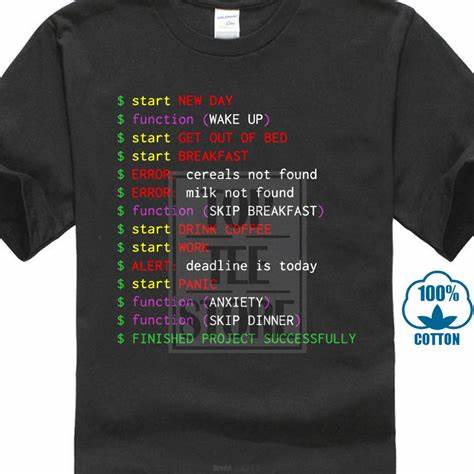 $ start NEW DAY
$ function (WAKE UP)
$ start GET OUT OF BED
$ start BREAKFAST
$ ERROR: cereals not found
$ ERROR: milk not found
$ function (SKIP BREAKFAST)
$ start DRINK COFFEE
$ start WORK
$ ALERT: deadline is today
$ start PANIC
$ function (ANXIETY)
$ function (SKIP DINNER)
$ FINISHED PROJECT SUCCESSFULLY
TEE
100%
COTTON